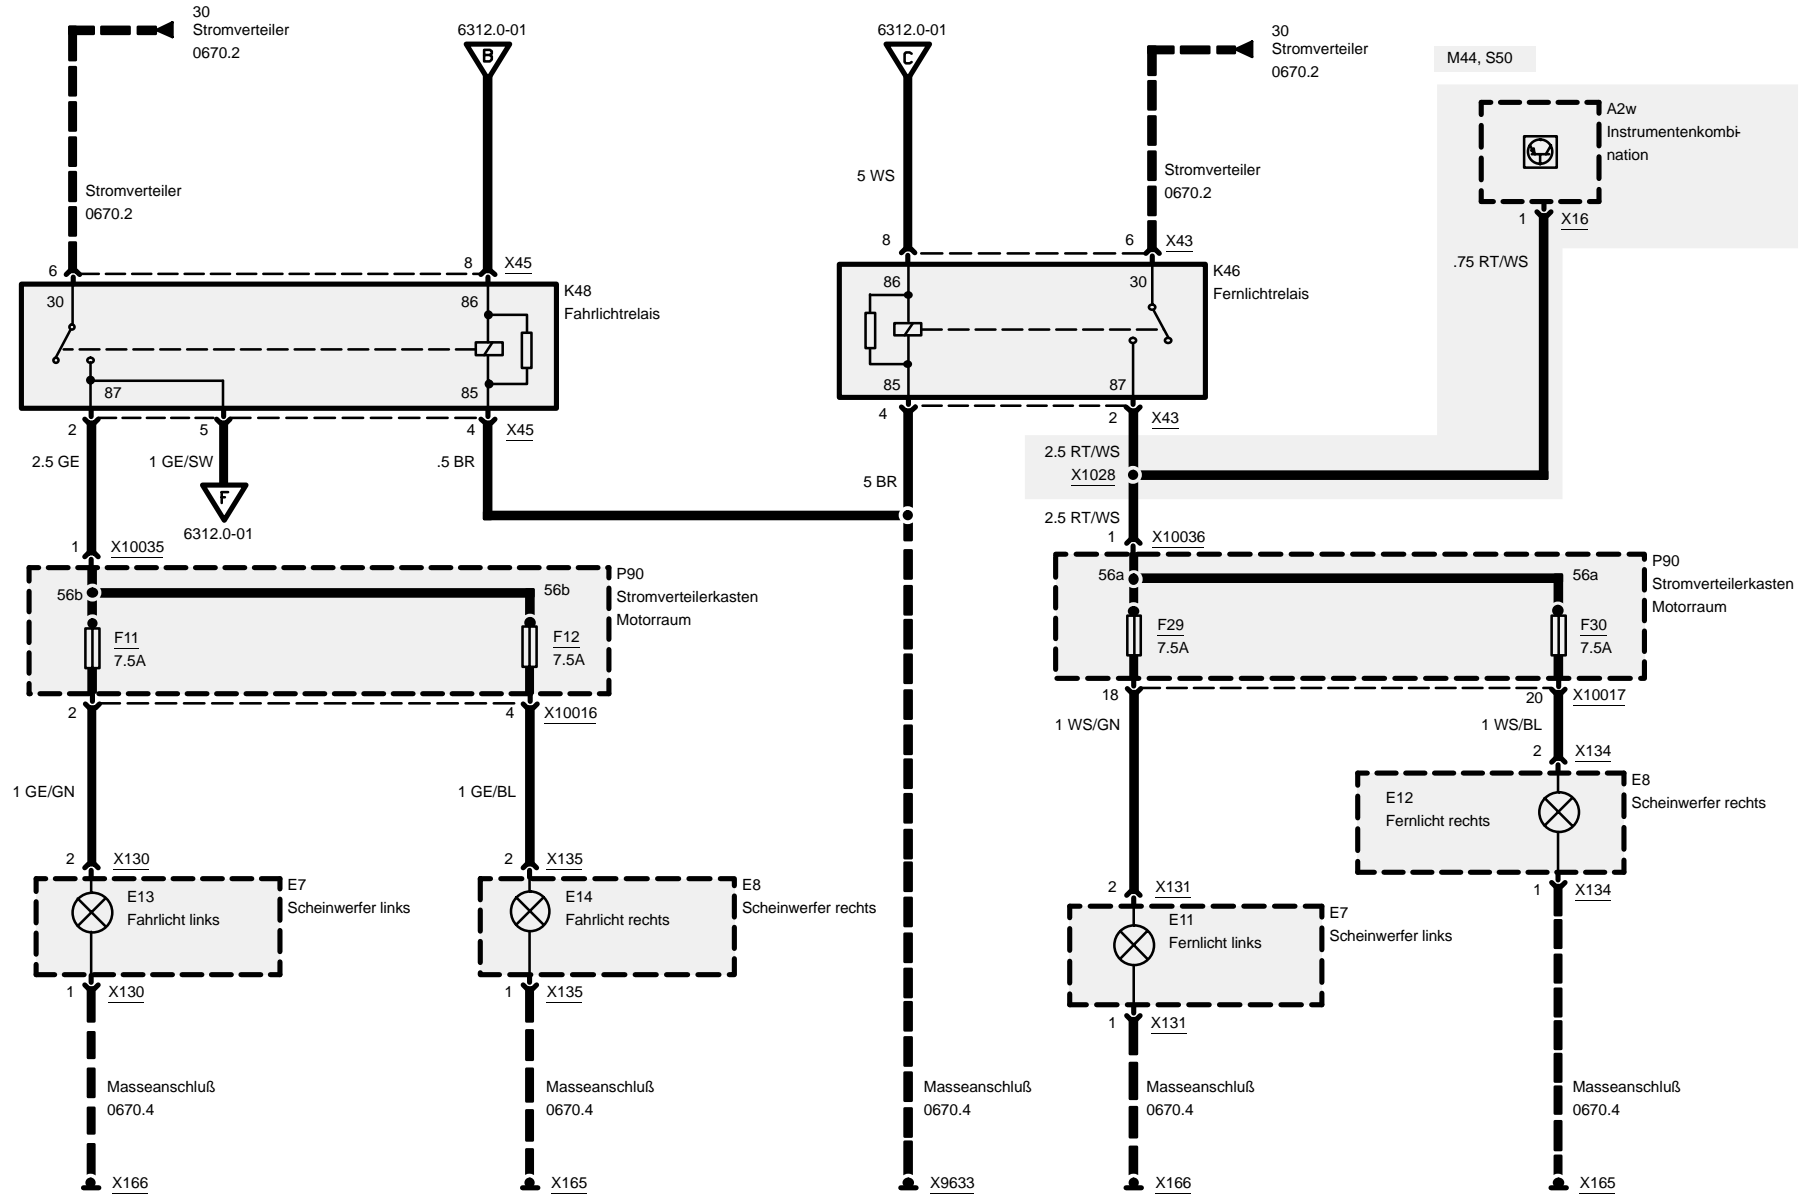 30
Stromverteiler
0670.2
6312.0-01
B
6312.0-01
C
30
Stromverteiler
0670.2
M44, S50
A2w
Instrumentenkombi-
nation
1
X16
.75 RT/WS
Stromverteiler
0670.2
5 WS
Stromverteiler
0670.2
6
8
X45
8
6
X43
30
86
K48
Fahrlichtrelais
86
30
K46
Fernlichtrelais
87
85
85
87
2
5
4
X45
4
2
X43
2.5 GE
1 GE/SW
.5 BR
5 BR
2.5 RT/WS
X1028
2.5 RT/WS
F
6312.0-01
1
X10035
1
X10036
56b
56b
P90
Stromverteilerkasten
Motorraum
56a
56a
P90
Stromverteilerkasten
Motorraum
F11
7.5A
F12
7.5A
F29
7.5A
F30
7.5A
2
4
X10016
18
20
X10017
1 WS/GN
1 WS/BL
2
X134
1 GE/GN
1 GE/BL
E12
Fernlicht rechts
E8
Scheinwerfer rechts
2
X130
2
X135
2
X131
1
X134
E13
Fahrlicht links
E7
Scheinwerfer links
E14
Fahrlicht rechts
E8
Scheinwerfer rechts
E11
Fernlicht links
E7
Scheinwerfer links
1
X130
1
X135
1
X131
Masseanschluß
0670.4
Masseanschluß
0670.4
Masseanschluß
0670.4
Masseanschluß
0670.4
Masseanschluß
0670.4
X166
X165
X9633
X166
X165